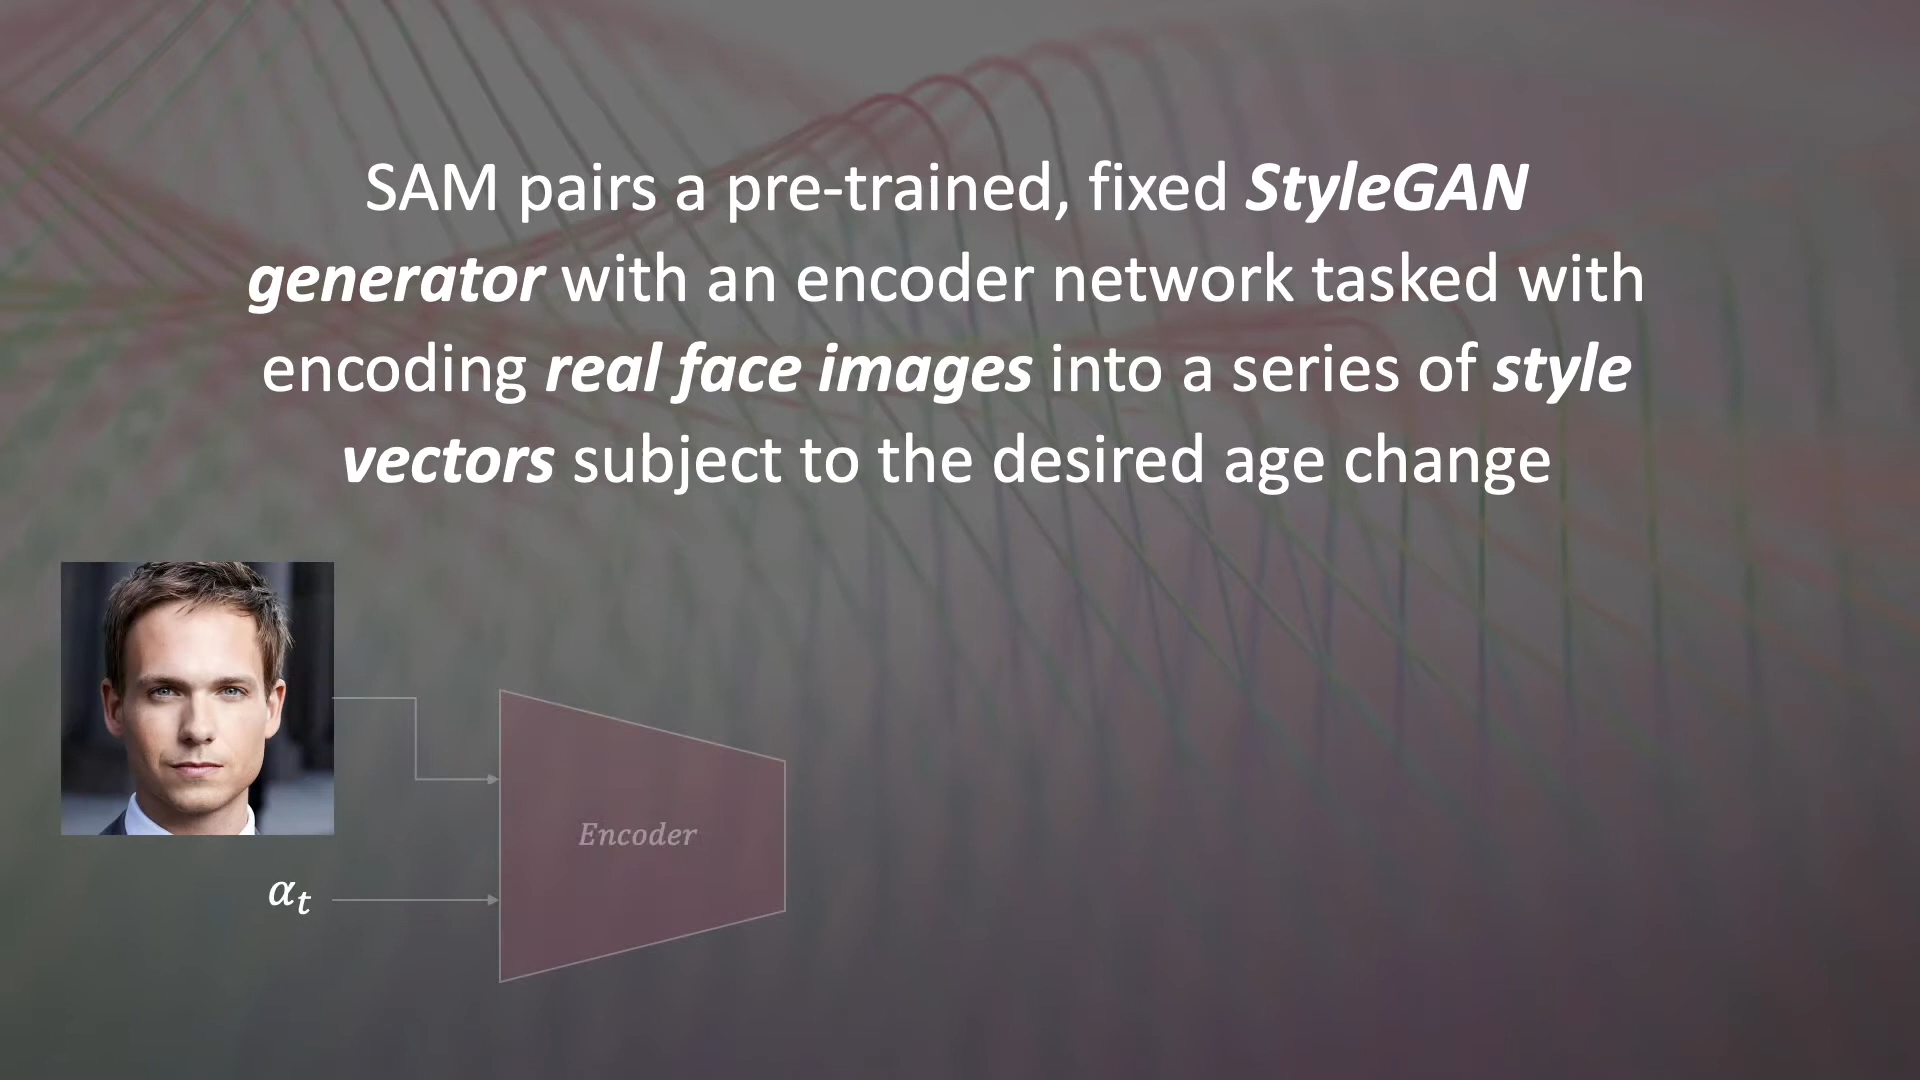 SAM pairs a pre-trained, fixed StyleGAN
generator with an encoder network tasked with
encoding real face images into a series of style
vectors subject to the desired age change
Encoder
αₜ